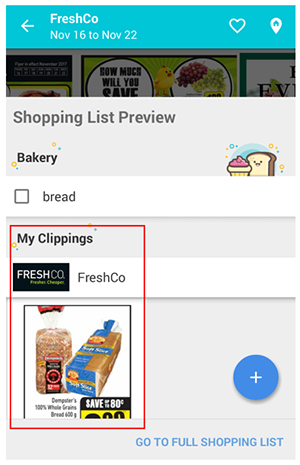 FreshCo
Nov 16 to Nov 22
HOW MUCH
WILL YOU
SAVE
Shopping List Preview
Bakery
bread
My Clippings
FRESHCO.
Fresher. Cheaper.
FreshCo
Dempster's
100% Whole Grains
Bread 600 g
SAVE UP TO 80¢
GO TO FULL SHOPPING LIST